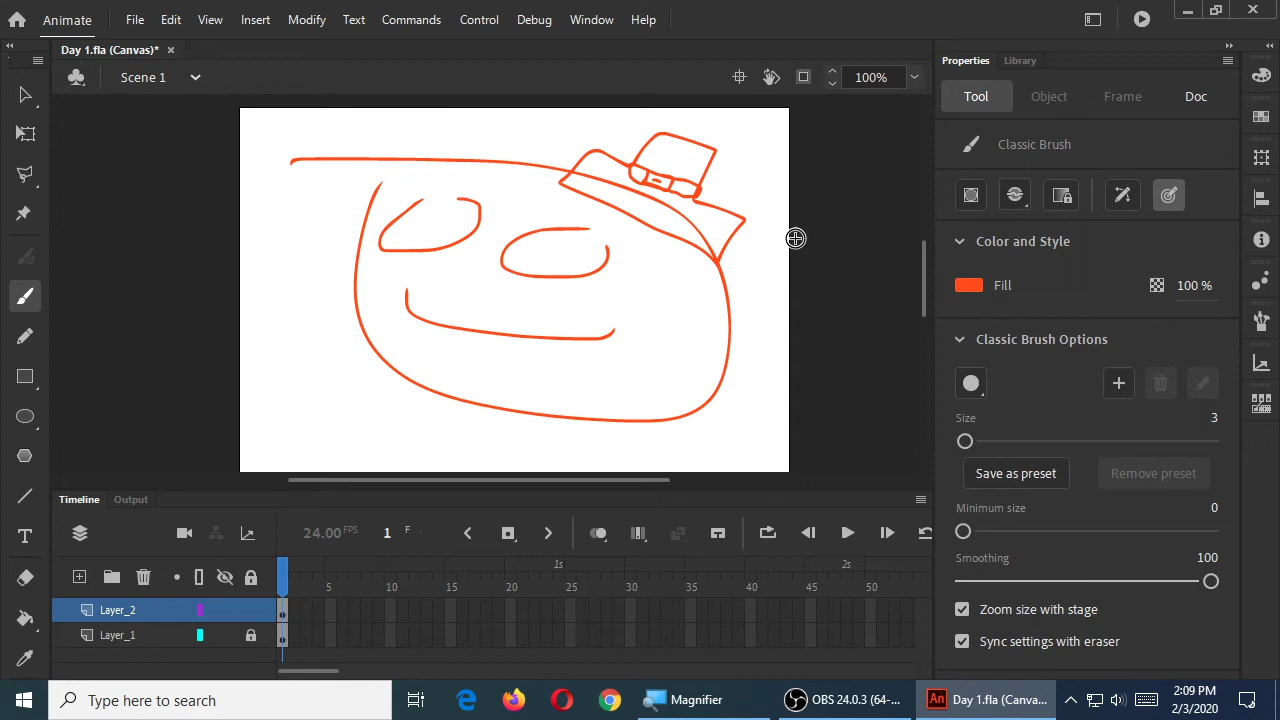 Animate File Edit View Insert Modify Text Commands Control Debug Window Help
Day 1.fla (Canvas)*
Scene 1
100%
Properties Library
Tool Object Frame Doc
Classic Brush
Color and Style
Fill 100 %
Classic Brush Options
Size 3
Save as preset Remove preset
Minimum size 0
Smoothing 100
Zoom size with stage
Sync settings with eraser
Timeline Output
24.00 FPS 1 F
1s 2s
5 10 15 20 25 30 35 40 45 50
Layer_2
Layer_1
Type here to search
Magnifier
OBS 24.0.3 (64-...
An Day 1.fla (Canva...
2:09 PM
2/3/2020